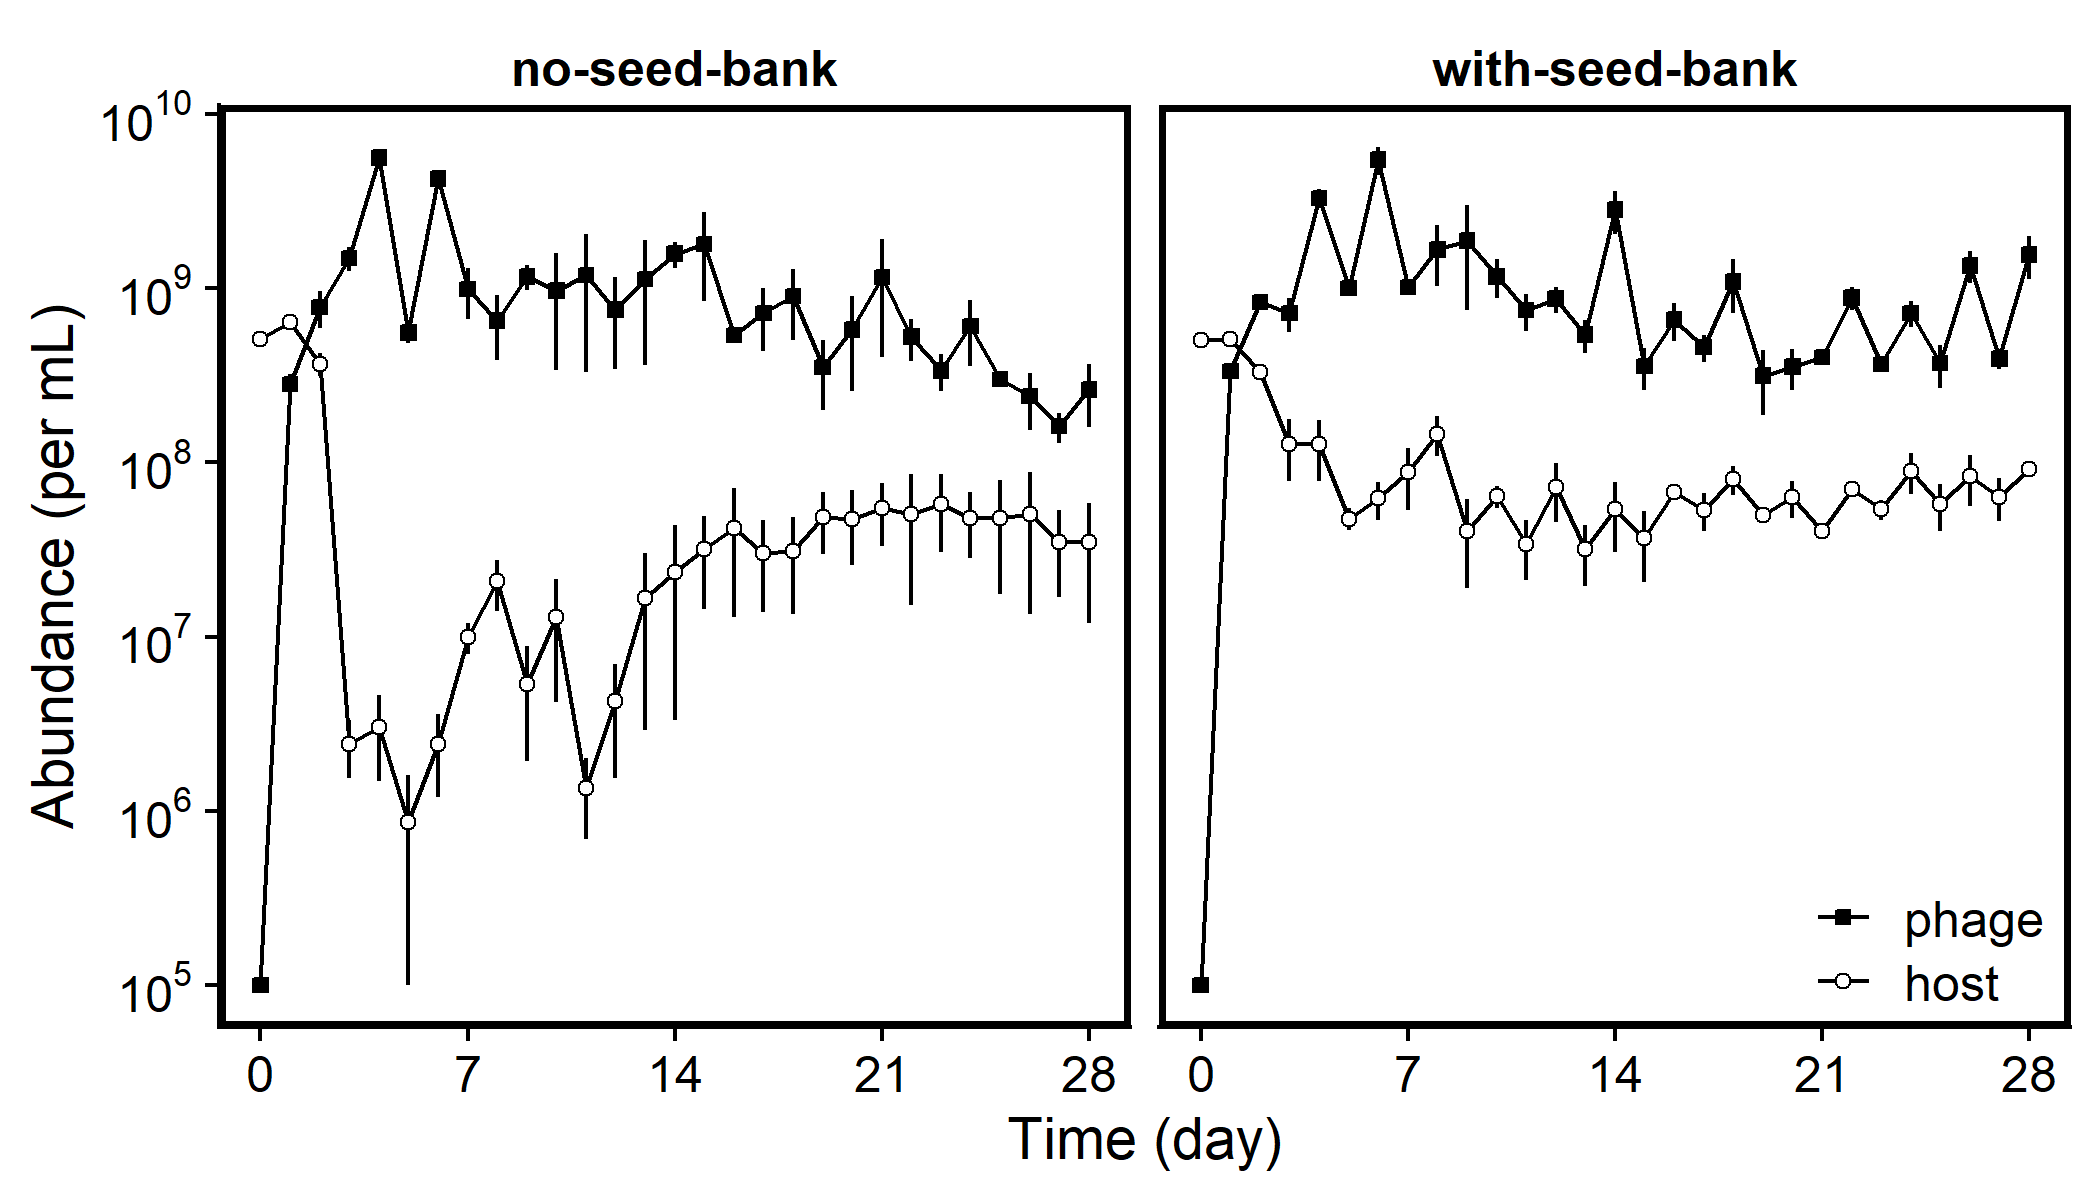 no-seed-bank with-seed-bank
Abundance (per mL)
10^10
10^9
10^8
10^7
10^6
10^5
0 7 14 21 28 0 7 14 21 28
Time (day)
phage
host